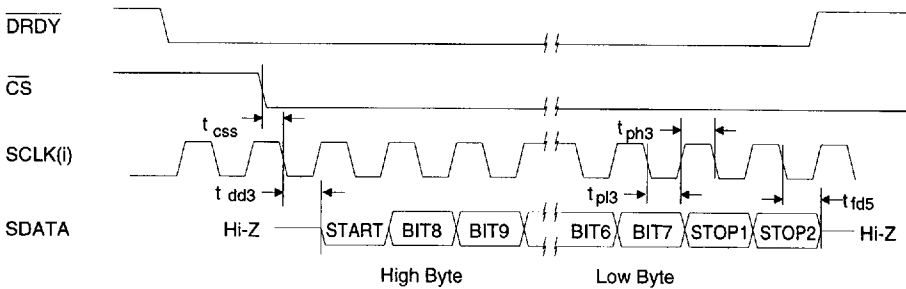 DRDY
CS
t css
t ph3
SCLK(i)
t dd3
t pl3
t fd5
SDATA
Hi-Z
START
BIT8
BIT9
BIT6
BIT7
STOP1
STOP2
Hi-Z
High Byte
Low Byte